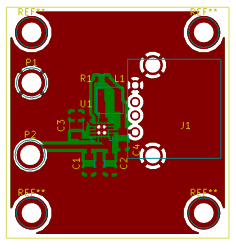 REF** REF**
P1
R1 L1
U1
C3
J1
P2
C4
C1 C2
REF** REF**